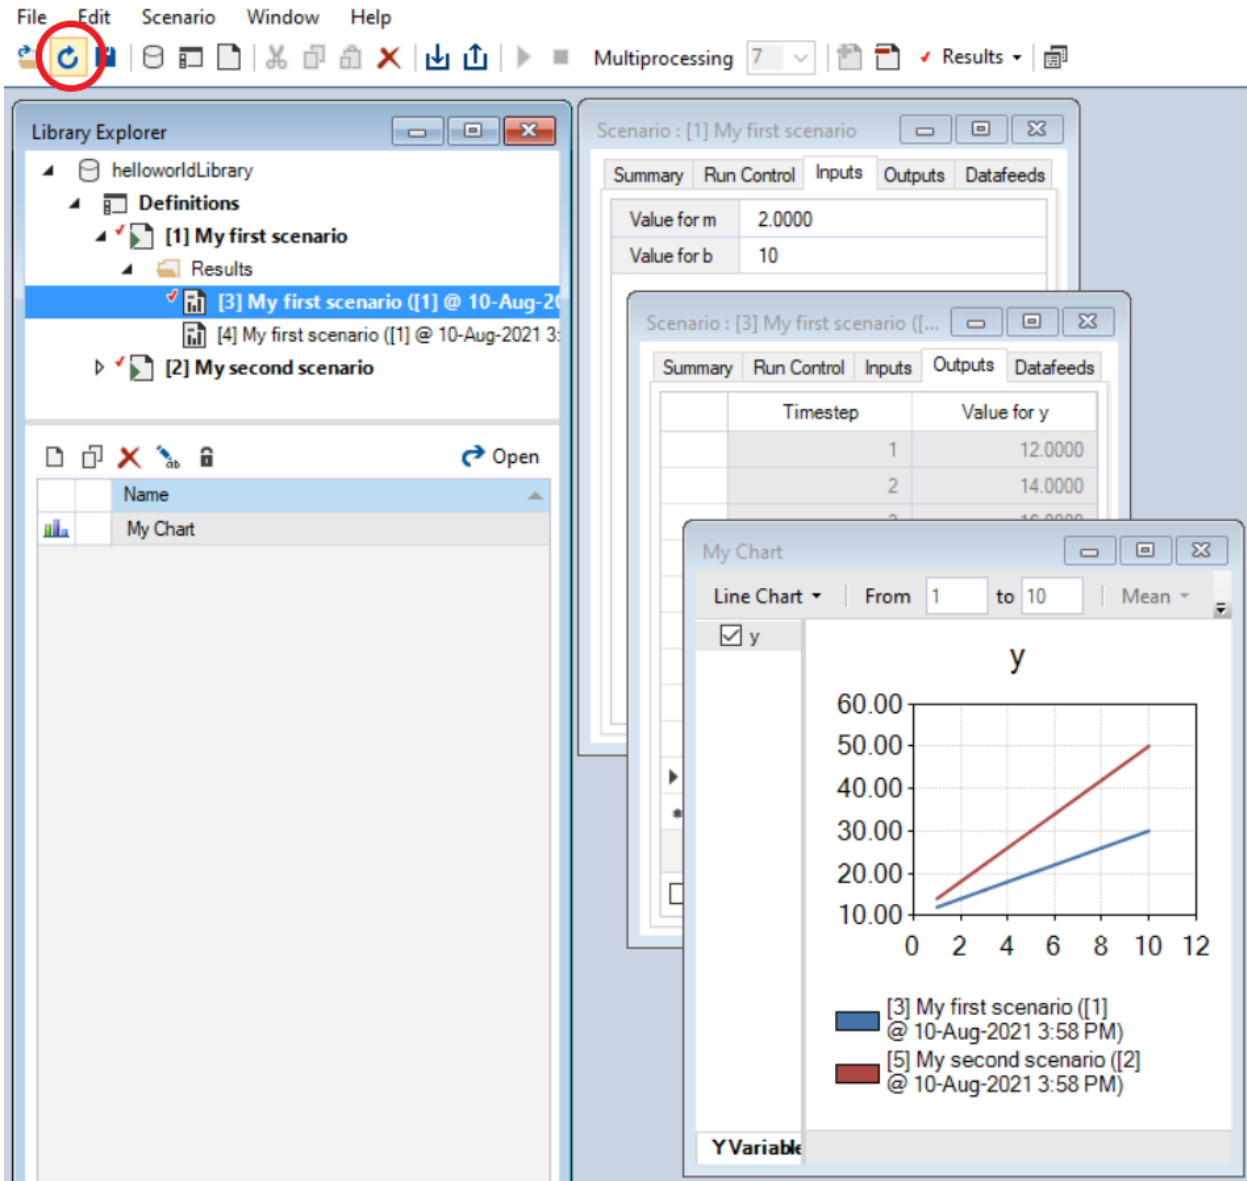 File Edit Scenario Window Help
Multiprocessing 7 Results
Library Explorer
helloworldLibrary
Definitions
[1] My first scenario
Results
[3] My first scenario ([1] @ 10-Aug-20
[4] My first scenario ([1] @ 10-Aug-2021 3:
[2] My second scenario
ab Open
Name
My Chart
Scenario : [1] My first scenario
Summary Run Control Inputs Outputs Datafeeds
Value for m 2.0000
Value for b 10
Scenario : [3] My first scenario ([...
Summary Run Control Inputs Outputs Datafeeds
Timestep Value for y
1 12.0000
2 14.0000
My Chart
Line Chart From 1 to 10 Mean
y
y
60.00
50.00
40.00
30.00
20.00
10.00
0 2 4 6 8 10 12
[3] My first scenario ([1]
@ 10-Aug-2021 3:58 PM)
[5] My second scenario ([2]
@ 10-Aug-2021 3:58 PM)
Y Variable